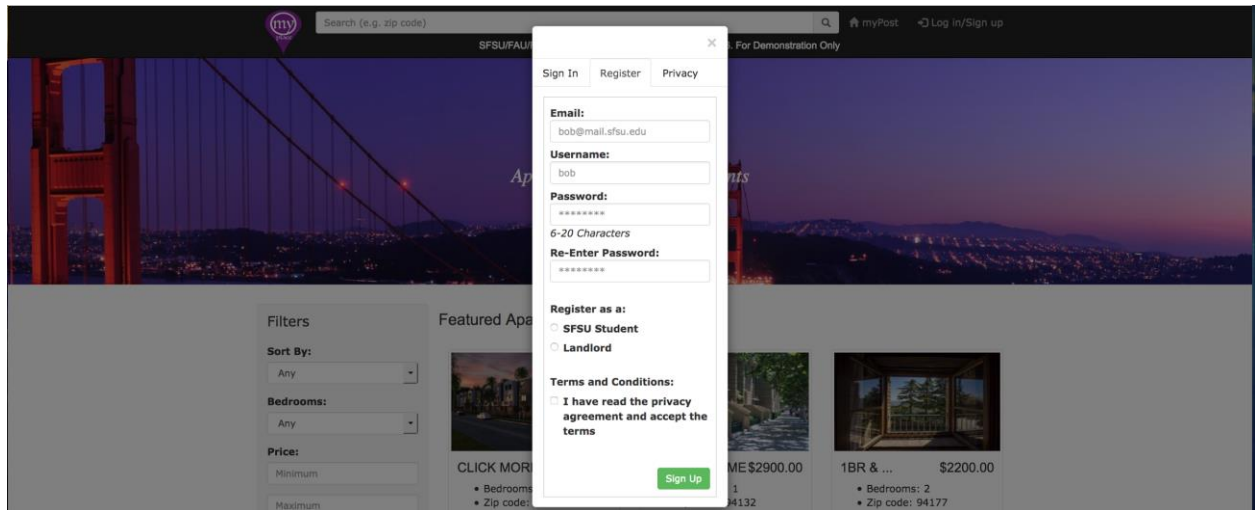 my
Search (e.g. zip code)
myPost
Log in/Sign up
SFSU/FAU/
. For Demonstration Only
×
Sign In
Register
Privacy
Email:
bob@mail.sfsu.edu
Username:
bob
Password:
********
6-20 Characters
Re-Enter Password:
********
Register as a:
SFSU Student
Landlord
Terms and Conditions:
I have read the privacy
agreement and accept the
terms
Sign Up
Ap
nts
Filters
Sort By:
Any
Bedrooms:
Any
Price:
Minimum
Maximum
Featured Apa
CLICK MOR
• Bedrooms
• Zip code:
ME $2900.00
1
94132
1BR & ...
$2200.00
• Bedrooms: 2
• Zip code: 94177